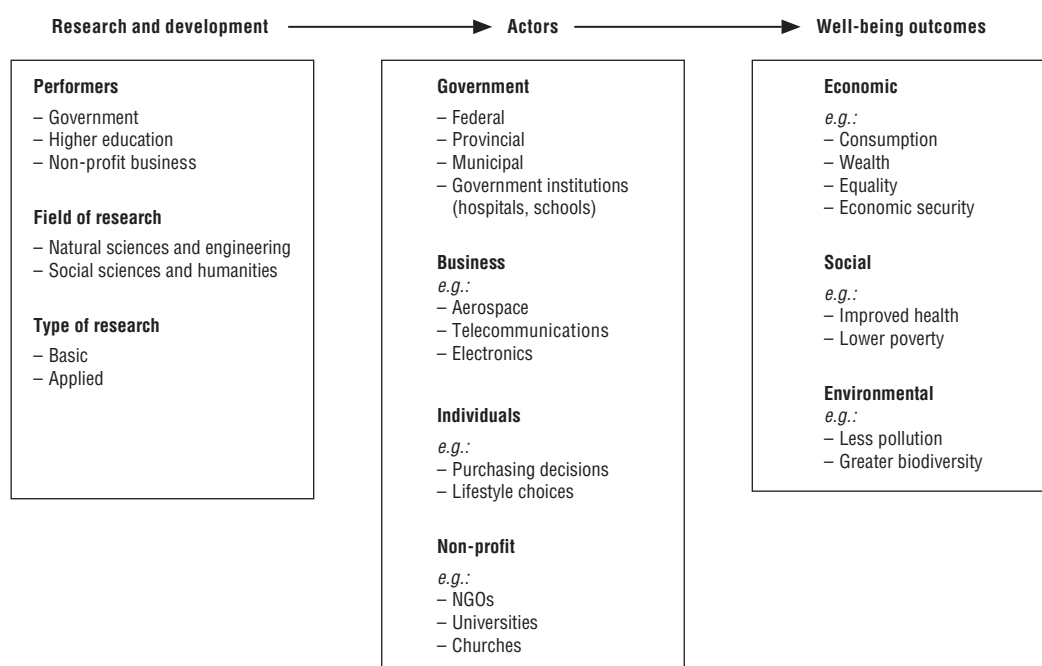 Research and development
Actors
Well-being outcomes
Performers
– Government
– Higher education
– Non-profit business
Field of research
– Natural sciences and engineering
– Social sciences and humanities
Type of research
– Basic
– Applied
Government
– Federal
– Provincial
– Municipal
– Government institutions
(hospitals, schools)
Business
e.g.:
– Aerospace
– Telecommunications
– Electronics
Individuals
e.g.:
– Purchasing decisions
– Lifestyle choices
Non-profit
e.g.:
– NGOs
– Universities
– Churches
Economic
e.g.:
– Consumption
– Wealth
– Equality
– Economic security
Social
e.g.:
– Improved health
– Lower poverty
Environmental
e.g.:
– Less pollution
– Greater biodiversity